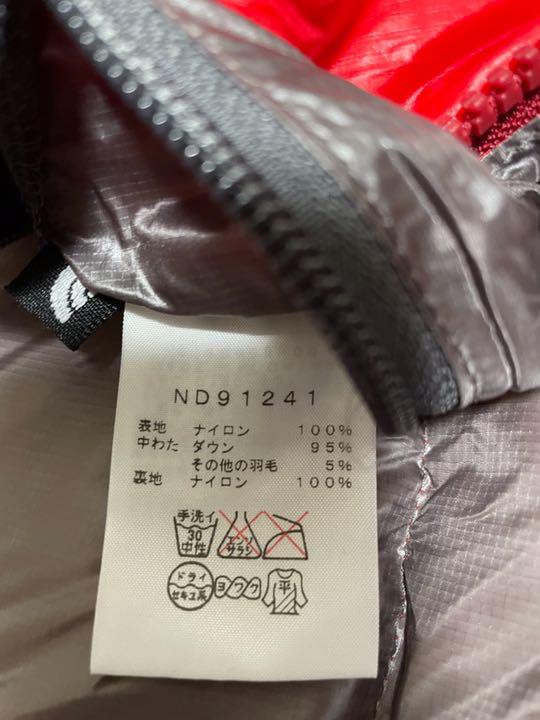 ND91241
表地 ナイロン 100%
中わた ダウン 95%
その他の羽毛 5%
裏地 ナイロン 100%
手洗イ
30
中性
エンソ
サラシ
ドライ
セキユ系
ヨワク
平